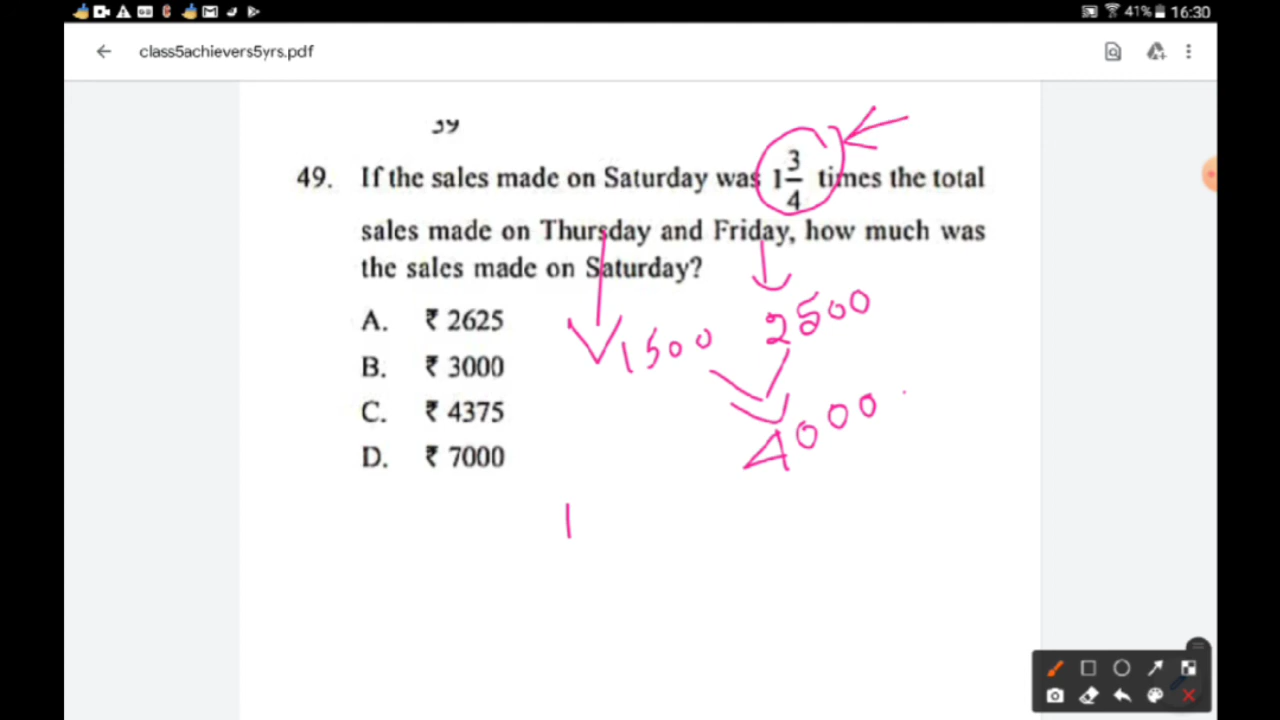 41% 16:30
class5achievers5yrs.pdf
49. If the sales made on Saturday was 1 3/4 times the total
sales made on Thursday and Friday, how much was
the sales made on Saturday?
1500 2500
A. ₹ 2625
B. ₹ 3000
C. ₹ 4375
4000
D. ₹ 7000
1